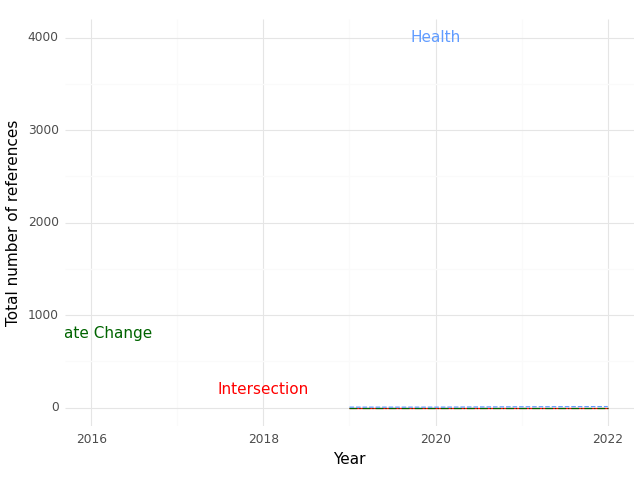 4000
Health
3000
2000
1000
ate Change
Intersection
0
2016
2018
2020
2022
Year
Total number of references